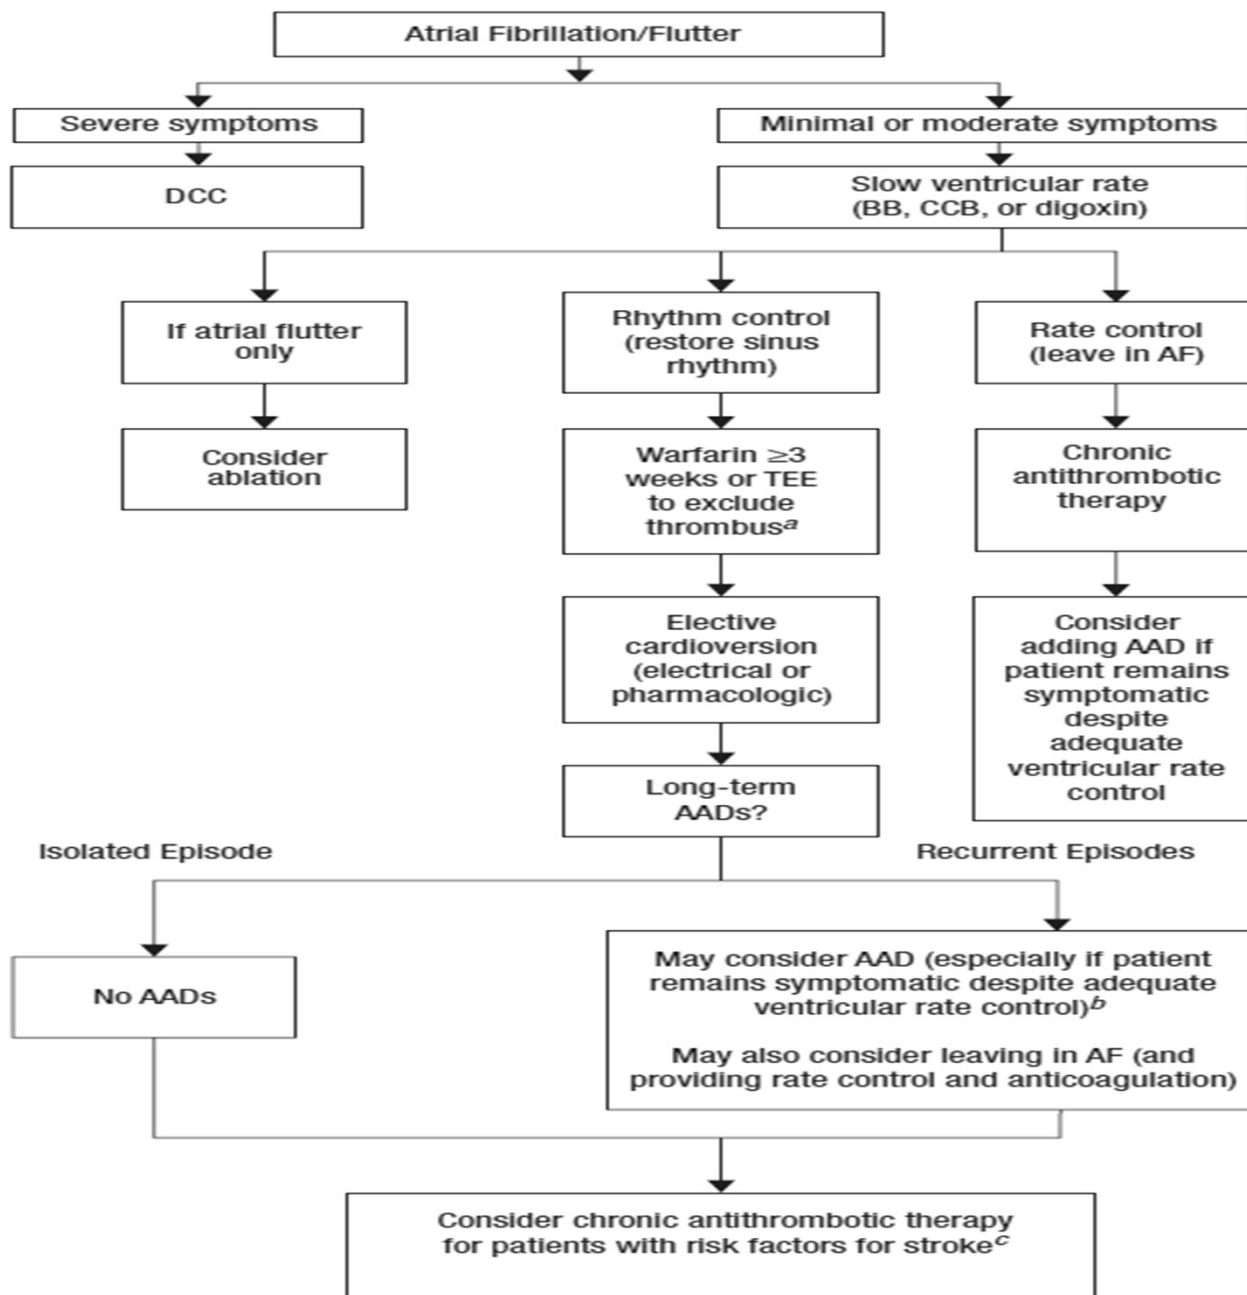 Atrial Fibrillation/Flutter
Severe symptoms
Minimal or moderate symptoms
DCC
Slow ventricular rate
(BB, CCB, or digoxin)
If atrial flutter
only
Rhythm control
(restore sinus
rhythm)
Rate control
(leave in AF)
Consider
ablation
Warfarin ≥3
weeks or TEE
to exclude
thrombusᵃ
Chronic
antithrombotic
therapy
Elective
cardioversion
(electrical or
pharmacologic)
Consider
adding AAD if
patient remains
symptomatic
despite
adequate
ventricular rate
control
Long-term
AADs?
Isolated Episode
Recurrent Episodes
No AADs
May consider AAD (especially if patient
remains symptomatic despite adequate
ventricular rate control)ᵇ
May also consider leaving in AF (and
providing rate control and anticoagulation)
Consider chronic antithrombotic therapy
for patients with risk factors for strokeᶜ